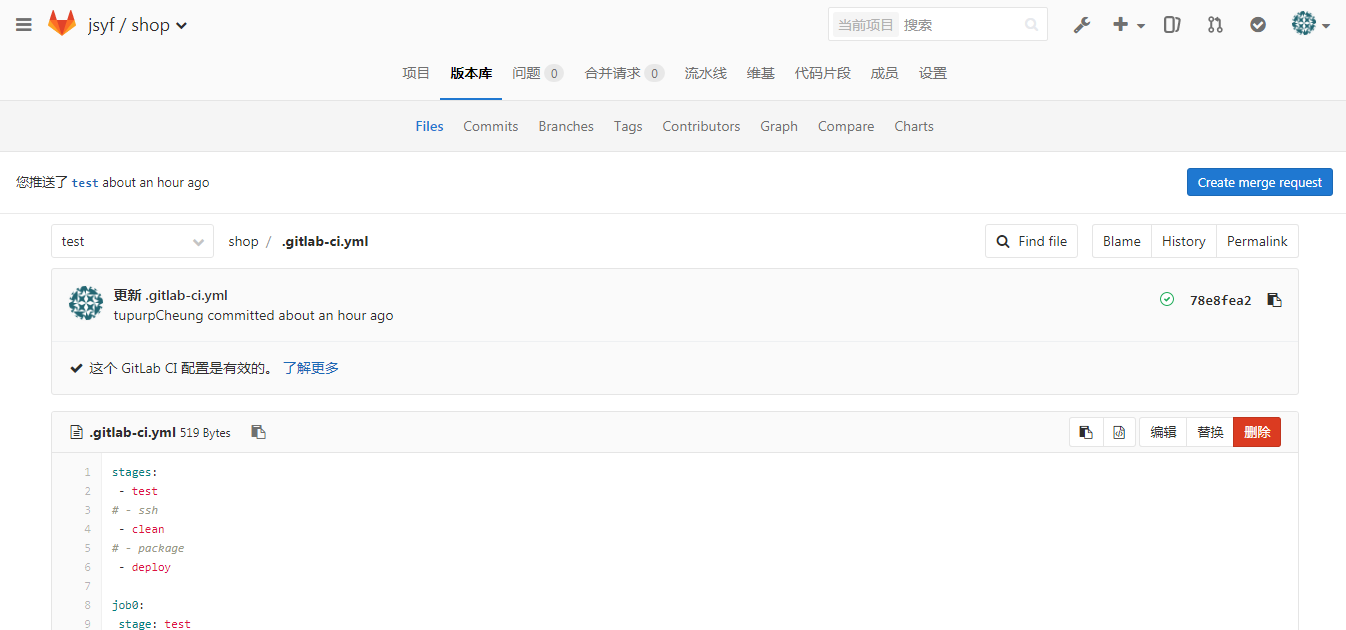 jsyf / shop
当前项目 搜索
项目 版本库 问题 0 合并请求 0 流水线 维基 代码片段 成员 设置
Files Commits Branches Tags Contributors Graph Compare Charts
您推送了 test about an hour ago
Create merge request
test
shop / .gitlab-ci.yml
Find file
Blame History Permalink
更新 .gitlab-ci.yml
tupurpCheung committed about an hour ago
78e8fea2
这个 GitLab CI 配置是有效的。 了解更多
.gitlab-ci.yml 519 Bytes
编辑 替换 删除
1 stages:
2 - test
3 # - ssh
4 - clean
5 # - package
6 - deploy
7
8 job0:
9 stage: test